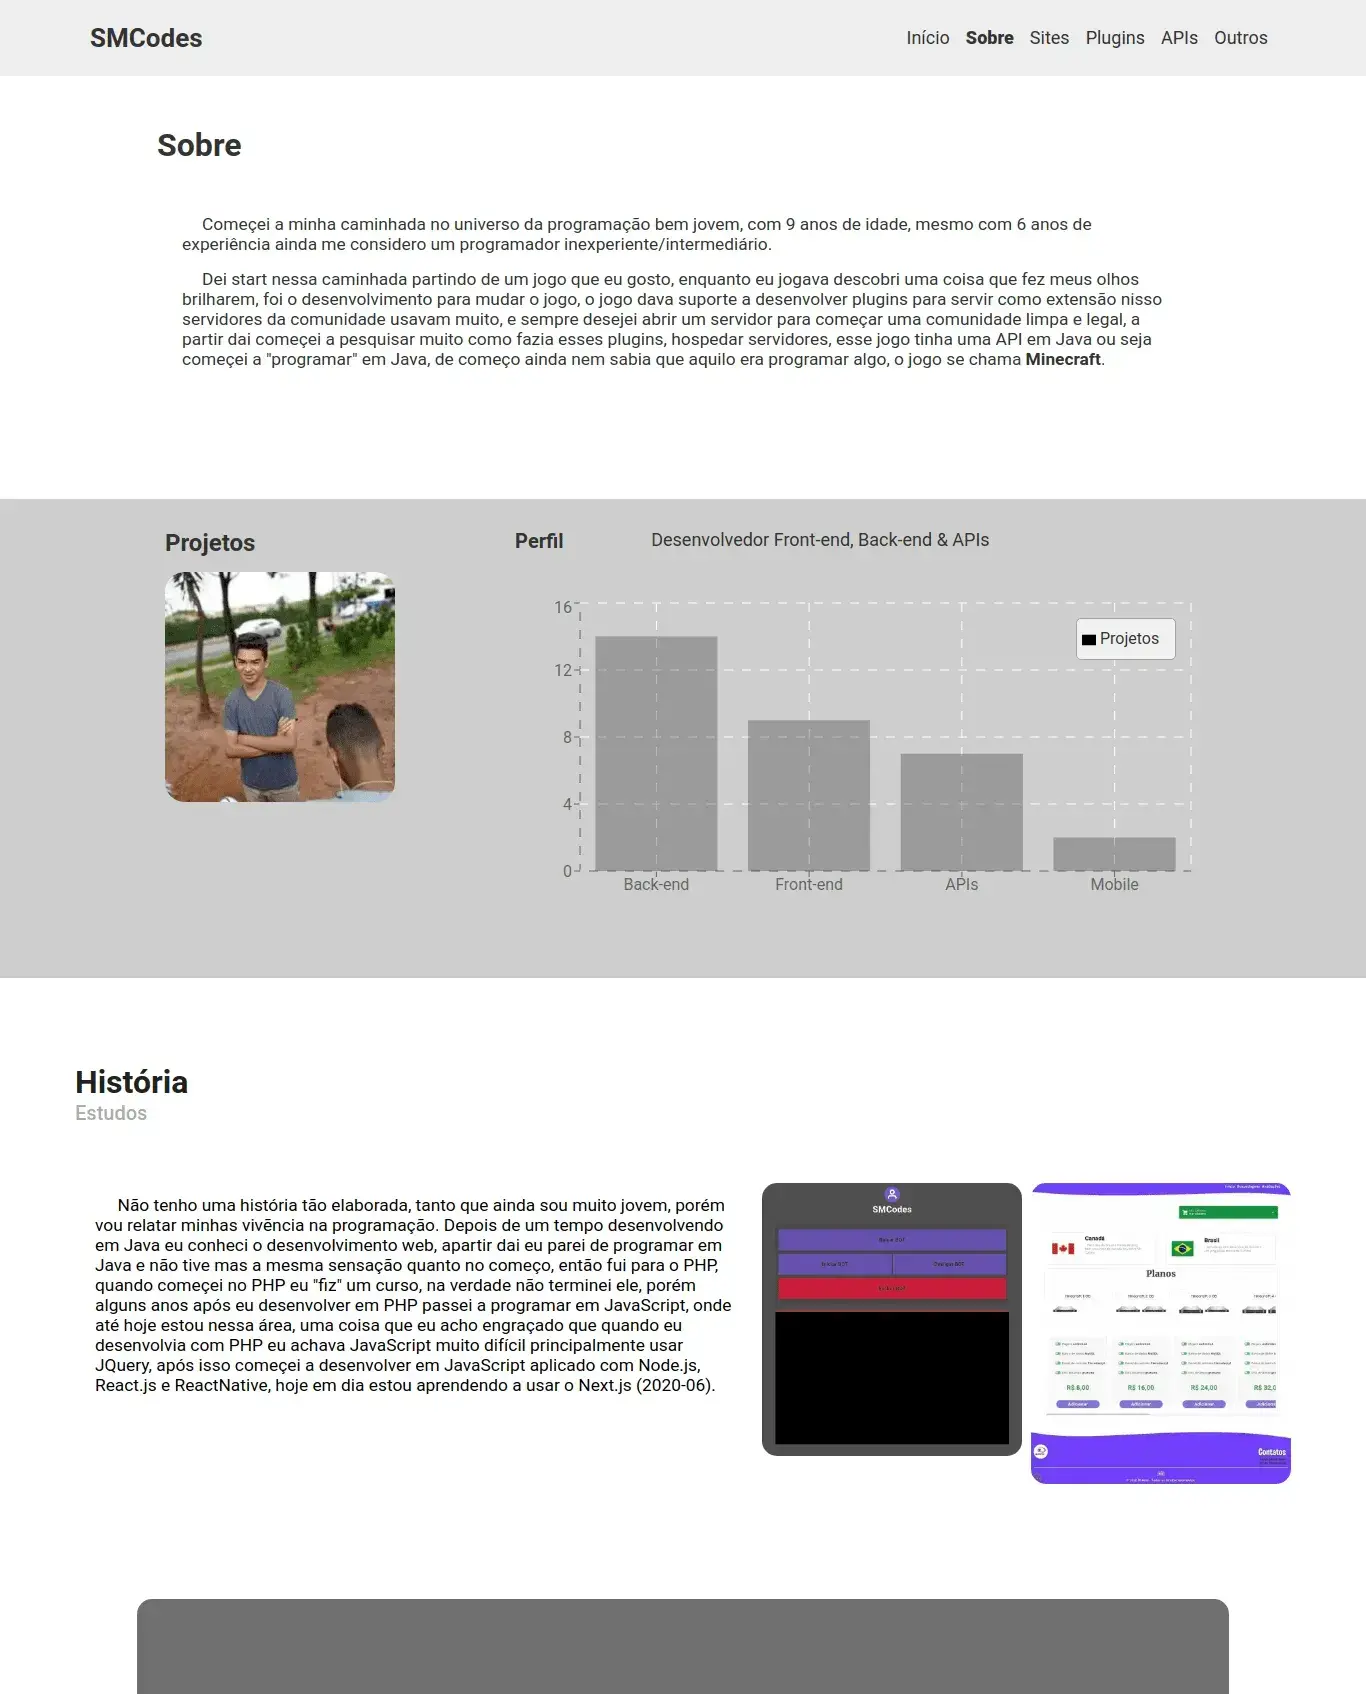 SMCodes
Início Sobre Sites Plugins APIs Outros
Sobre
Começei a minha caminhada no universo da programação bem jovem, com 9 anos de idade, mesmo com 6 anos de
experiência ainda me considero um programador inexperiente/intermediário.
Dei start nessa caminhada partindo de um jogo que eu gosto, enquanto eu jogava descobri uma coisa que fez meus olhos
brilharem, foi o desenvolvimento para mudar o jogo, o jogo dava suporte a desenvolver plugins para servir como extensão nisso
servidores da comunidade usavam muito, e sempre desejei abrir um servidor para começar uma comunidade limpa e legal, a
partir dai começei a pesquisar muito como fazia esses plugins, hospedar servidores, esse jogo tinha uma API em Java ou seja
começei a "programar" em Java, de começo ainda nem sabia que aquilo era programar algo, o jogo se chama Minecraft.
Projetos
Perfil
Desenvolvedor Front-end, Back-end & APIs
16
12
8
4
0
Projetos
Back-end Front-end APIs Mobile
História
Estudos
Não tenho uma história tão elaborada, tanto que ainda sou muito jovem, porém
vou relatar minhas vivência na programação. Depois de um tempo desenvolvendo
em Java eu conheci o desenvolvimento web, apartir dai eu parei de programar em
Java e não tive mas a mesma sensação quanto no começo, então fui para o PHP,
quando começei no PHP eu "fiz" um curso, na verdade não terminei ele, porém
alguns anos após eu desenvolver em PHP passei a programar em JavaScript, onde
até hoje estou nessa área, uma coisa que eu acho engraçado que quando eu
desenvolvia com PHP eu achava JavaScript muito difícil principalmente usar
JQuery, após isso começei a desenvolver em JavaScript aplicado com Node.js,
React.js e ReactNative, hoje em dia estou aprendendo a usar o Next.js (2020-06).
SMCodes
Canadá
Brasil
Planos
R$ 6,00 R$ 16,00 R$ 24,00 R$ 32,0
Adicionar Adicionar Adicionar
Contatos